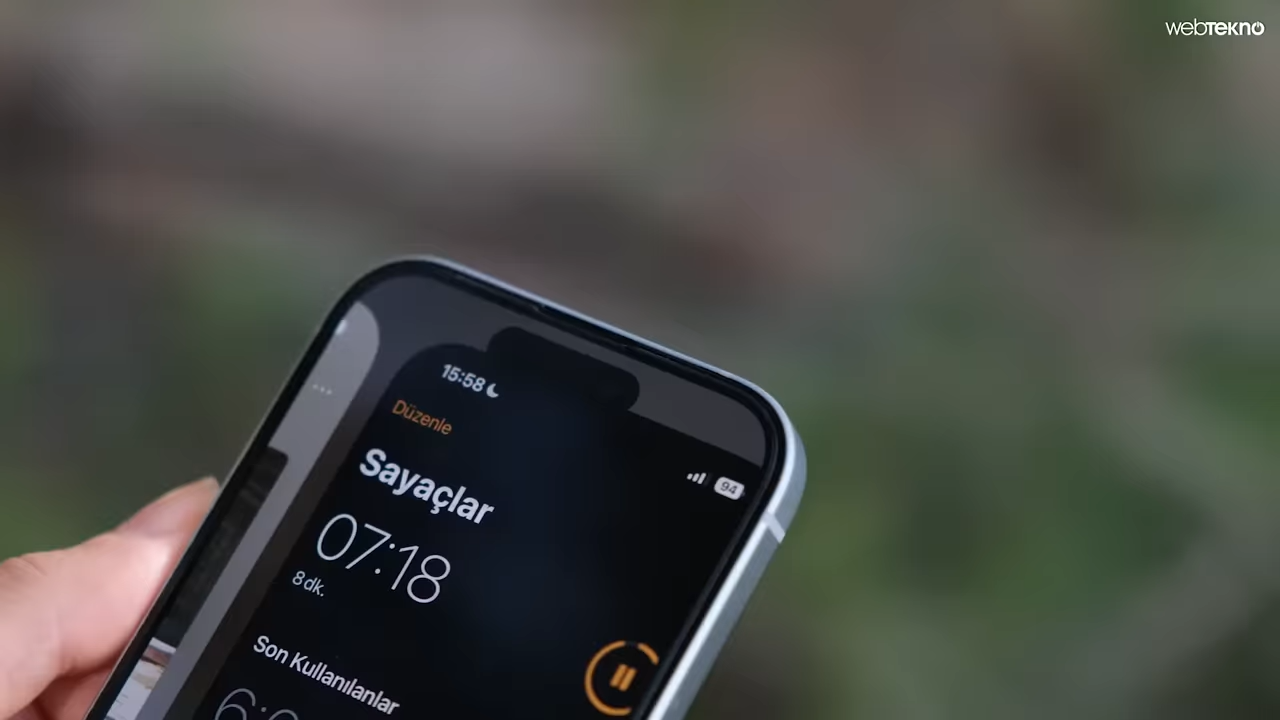 webtekno
15:58
94
Düzenle
Sayaçlar
07:18
8 dk.
Son Kullanılanlar